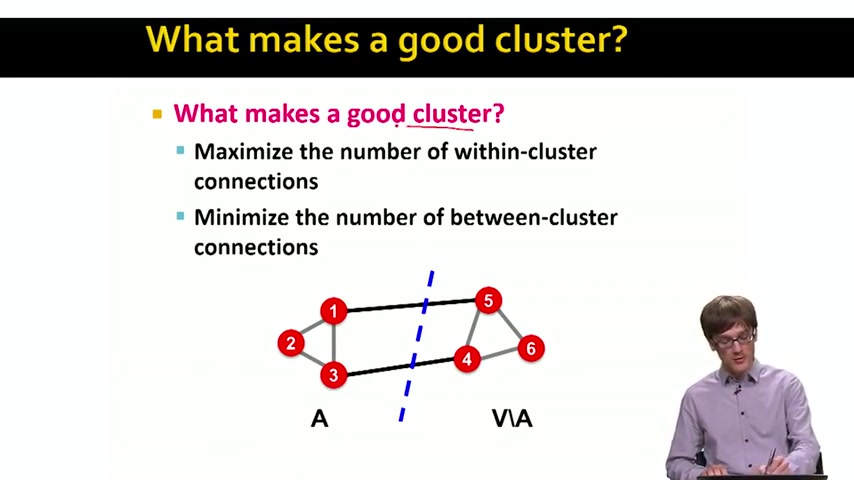 What makes a good cluster?
What makes a good cluster?
Maximize the number of within-cluster
connections
Minimize the number of between-cluster
connections
1 5
2 6
3 4
A V\A